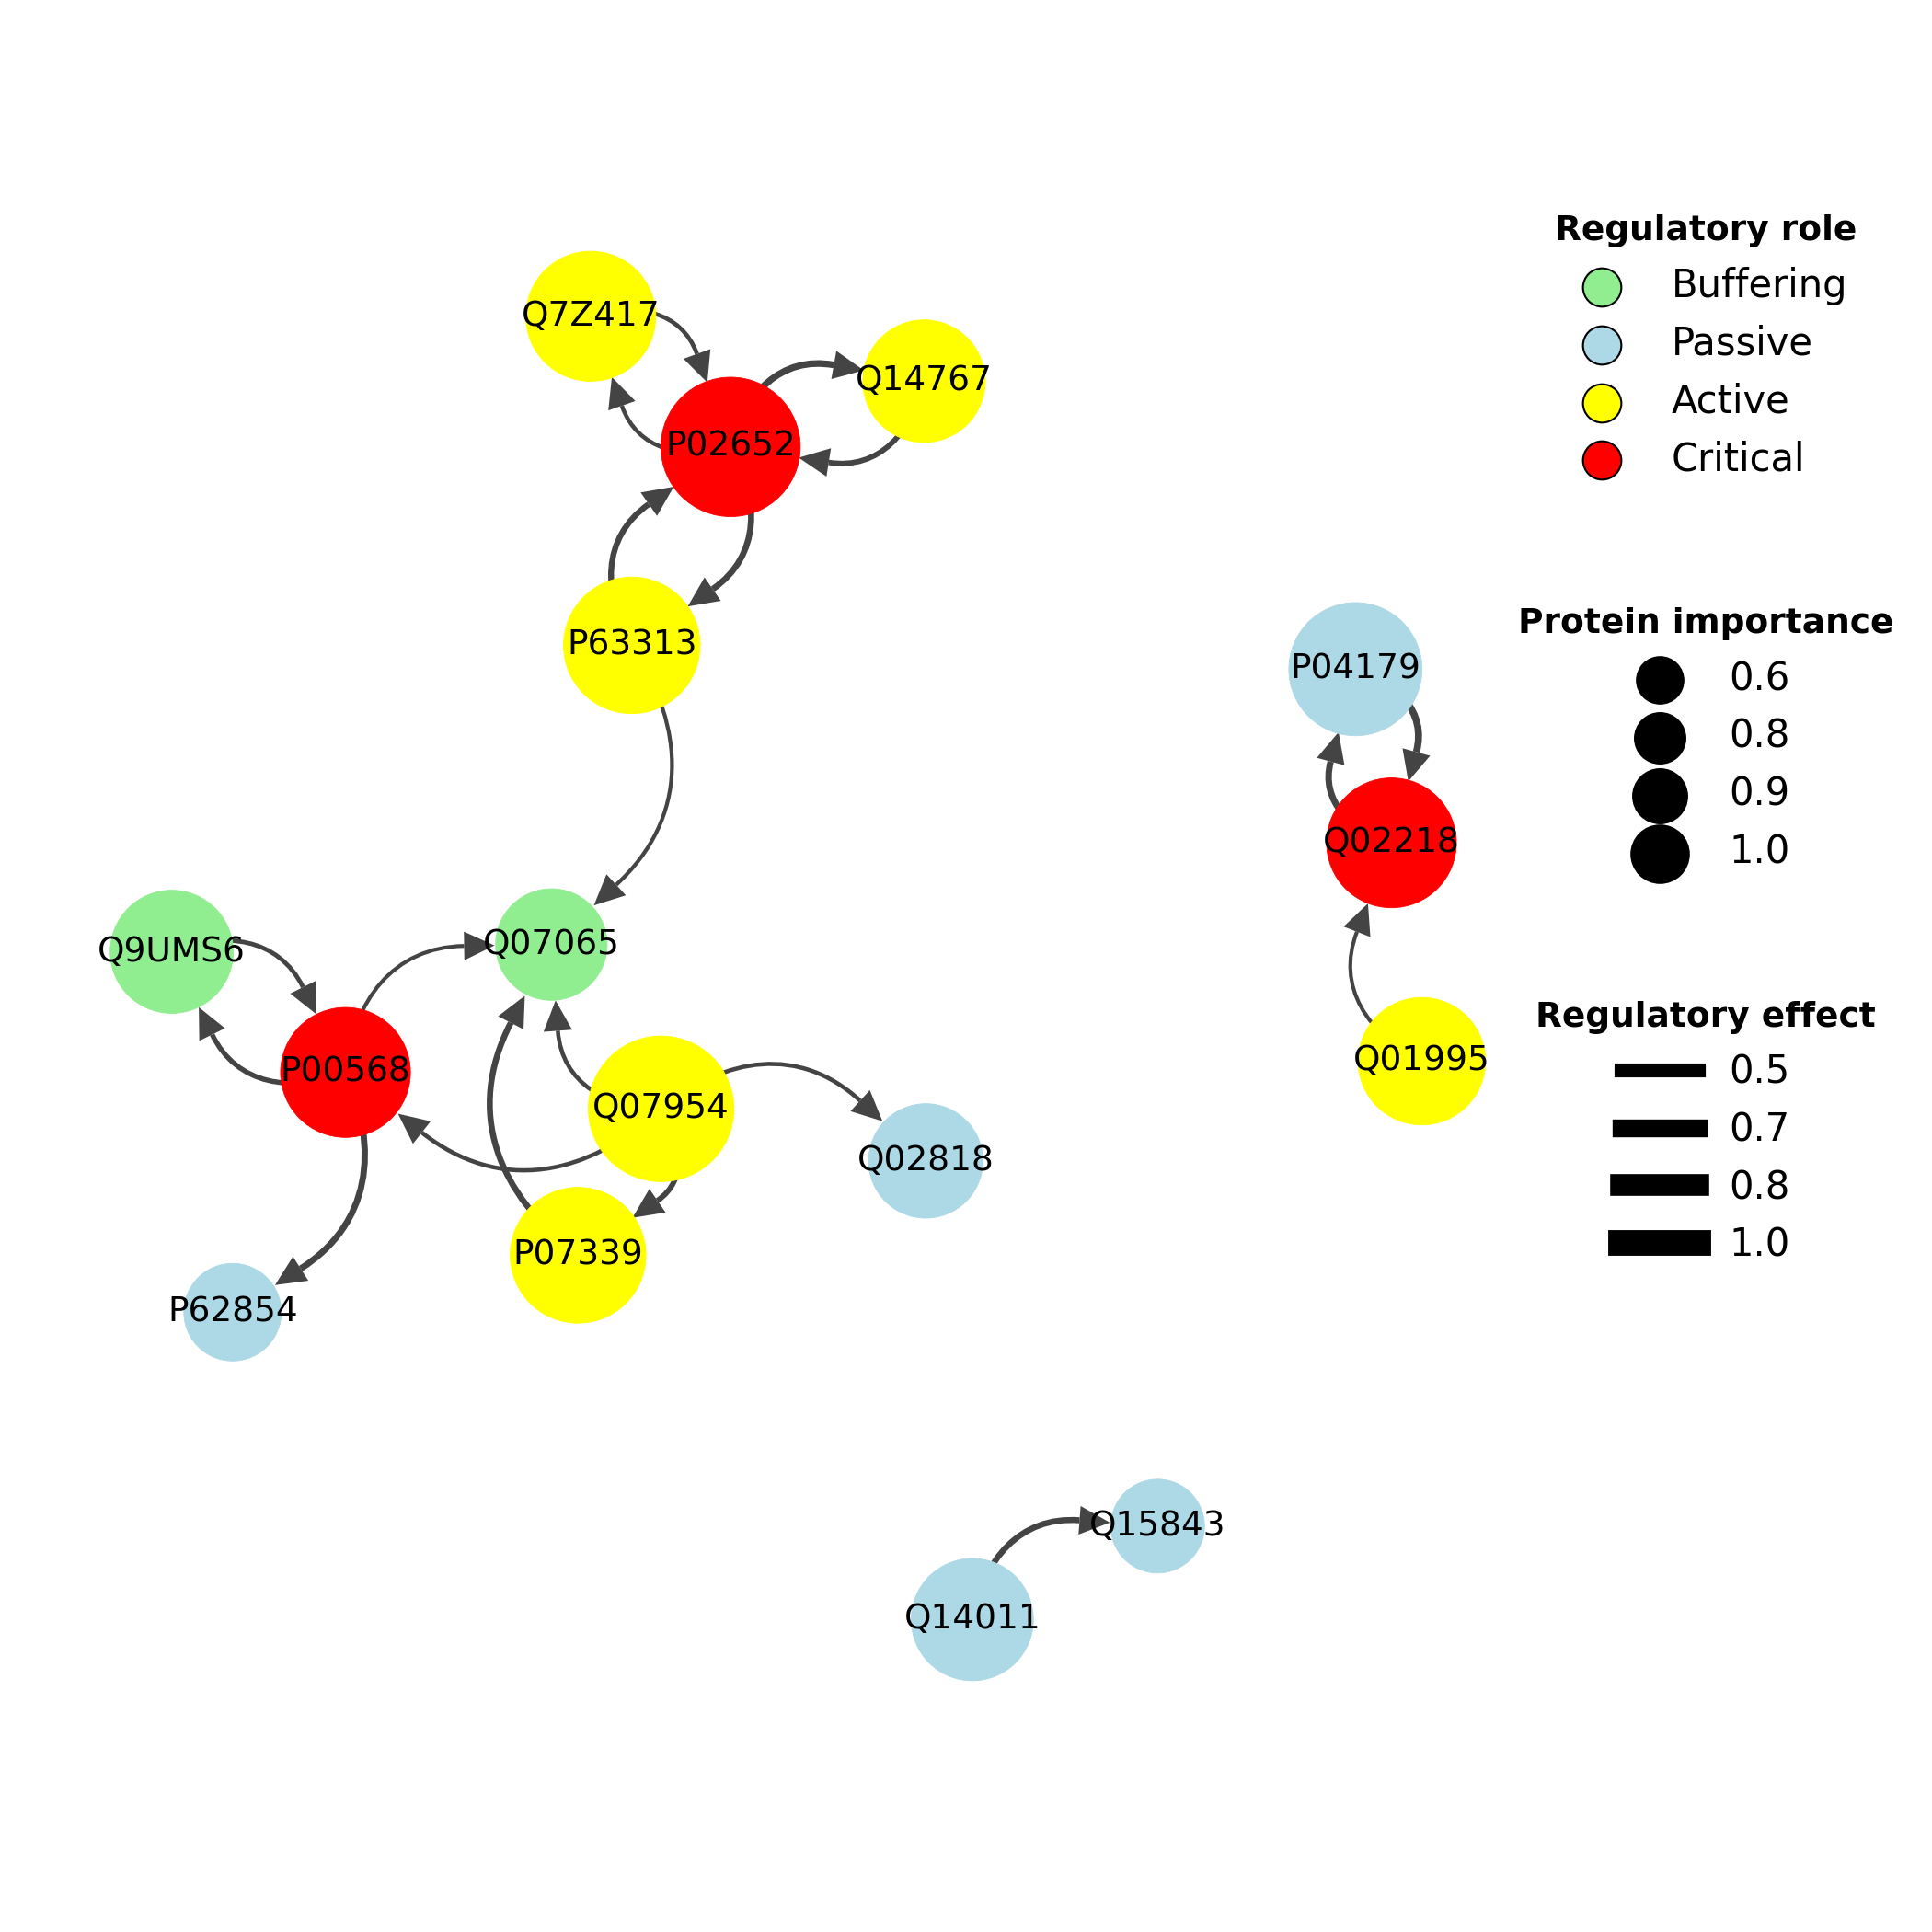 Regulatory role
Buffering
Passive
Active
Critical
Q7Z417
Q14767
P02652
P63313
P04179
Q02218
Q01995
Protein importance
0.6
0.8
0.9
1.0
Q9UMS6
Q07065
P00568
Q07954
Q02818
P07339
P62854
Regulatory effect
0.5
0.7
0.8
1.0
Q15843
Q14011